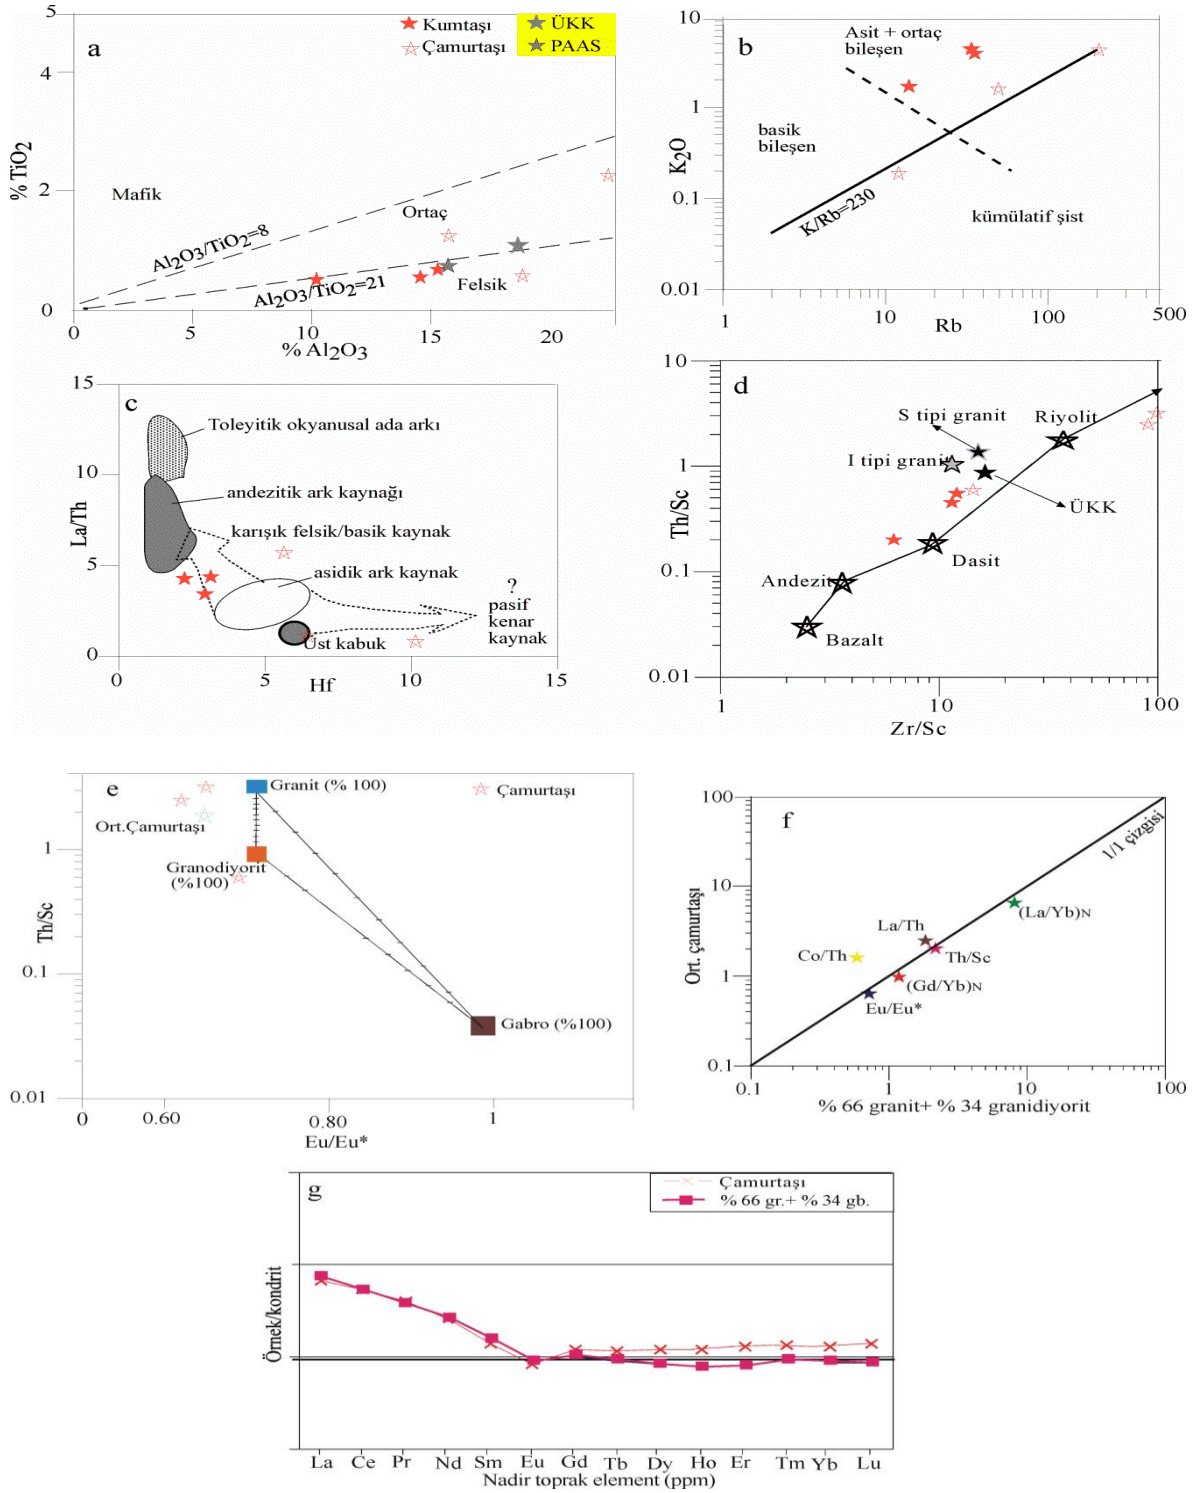 a
Kumtaşı
Çamurtaşı
ÜKK
PAAS
5
4
2
0
% TiO2
Mafik
Ortaç
Felsik
Al2O3/TiO2=8
Al2O3/TiO2=21
0
5
10
15
20
% Al2O3
b
10
1
0.1
0.01
K2O
Asit + ortaç
bileşen
basik
bileşen
K/Rb=230
kümülatif şist
1
10
100
500
Rb
c
15
10
5
0
La/Th
Toleyitik okyanusal ada arkı
andezitik ark kaynağı
karışık felsik/basik kaynak
asidik ark kaynak
?
pasif
kenar
kaynak
Üst kabuk
0
5
10
15
Hf
d
10
1
0.1
0.01
Th/Sc
S tipi granit
Riyolit
I tipi granit
ÜKK
Dasit
Andezit
Bazalt
1
10
100
Zr/Sc
e
1
0.1
0.01
Th/Sc
Granit (% 100)
Çamurtaşı
Ort.Çamurtaşı
Granodiyorit
(%100)
Gabro (%100)
0
0.60
0.80
1
Eu/Eu*
f
100
10
1
0.1
Ort. çamurtaşı
1/1 çizgisi
(La/Yb)N
La/Th
Co/Th
Th/Sc
(Gd/Yb)N
Eu/Eu*
0.1
1
10
100
% 66 granit+ % 34 granidiyorit
g
Çamurtaşı
% 66 gr.+ % 34 gb.
Örnek/kondrit
La Ce Pr Nd Sm Eu Gd Tb Dy Ho Er Tm Yb Lu
Nadir toprak element (ppm)